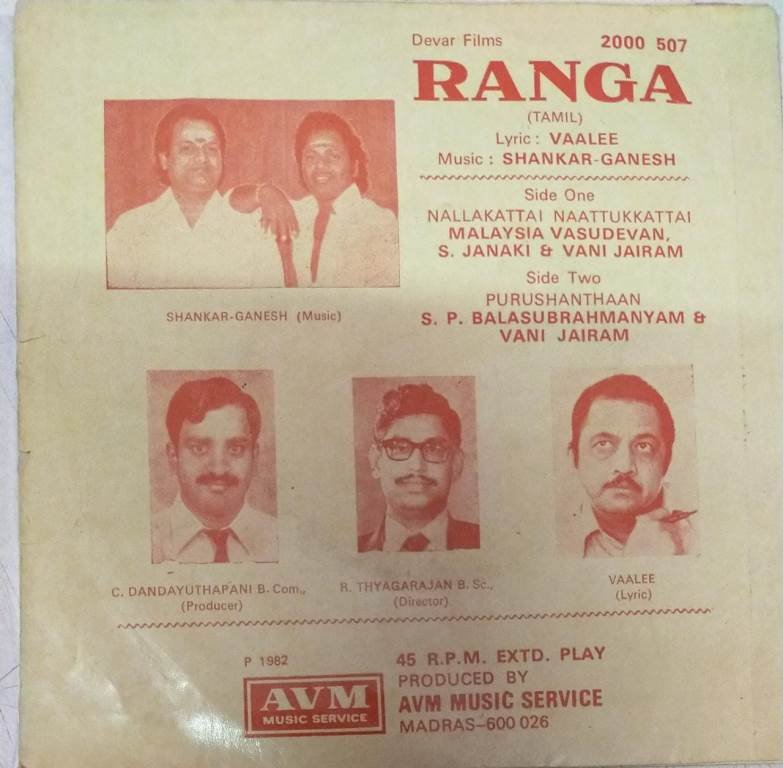 Devar Films 2000 507
RANGA
(TAMIL)
Lyric : VAALEE
Music : SHANKAR-GANESH
Side One
NALLAKATTAI NAATTUKKATTAI
MALAYSIA VASUDEVAN,
S. JANAKI & VANI JAIRAM
Side Two
PURUSHANTHAAN
S. P. BALASUBRAHMANYAM &
VANI JAIRAM
SHANKAR-GANESH (Music)
C. DANDAYUTHAPANI B. Com.,
(Producer)
R. THYAGARAJAN B. Sc.,
(Director)
VAALEE
(Lyric)
P 1982
AVM
MUSIC SERVICE
45 R.P.M. EXTD. PLAY
PRODUCED BY
AVM MUSIC SERVICE
MADRAS-600 026